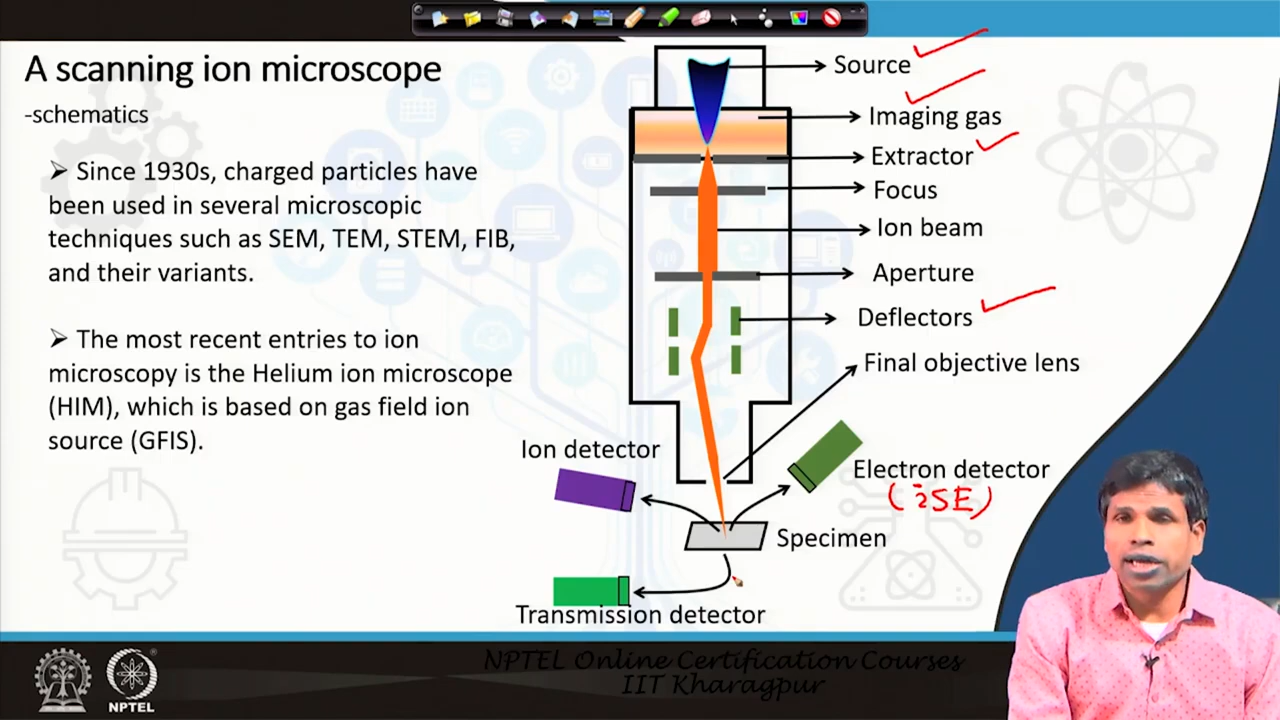 A scanning ion microscope
-schematics
➢ Since 1930s, charged particles have
been used in several microscopic
techniques such as SEM, TEM, STEM, FIB,
and their variants.
➢ The most recent entries to ion
microscopy is the Helium ion microscope
(HIM), which is based on gas field ion
source (GFIS).
Source
Imaging gas
Extractor
Focus
Ion beam
Aperture
Deflectors
Final objective lens
Ion detector
Electron detector
(iSE)
Specimen
Transmission detector
NPTEL Online Certification Courses
IIT Kharagpur
NPTEL